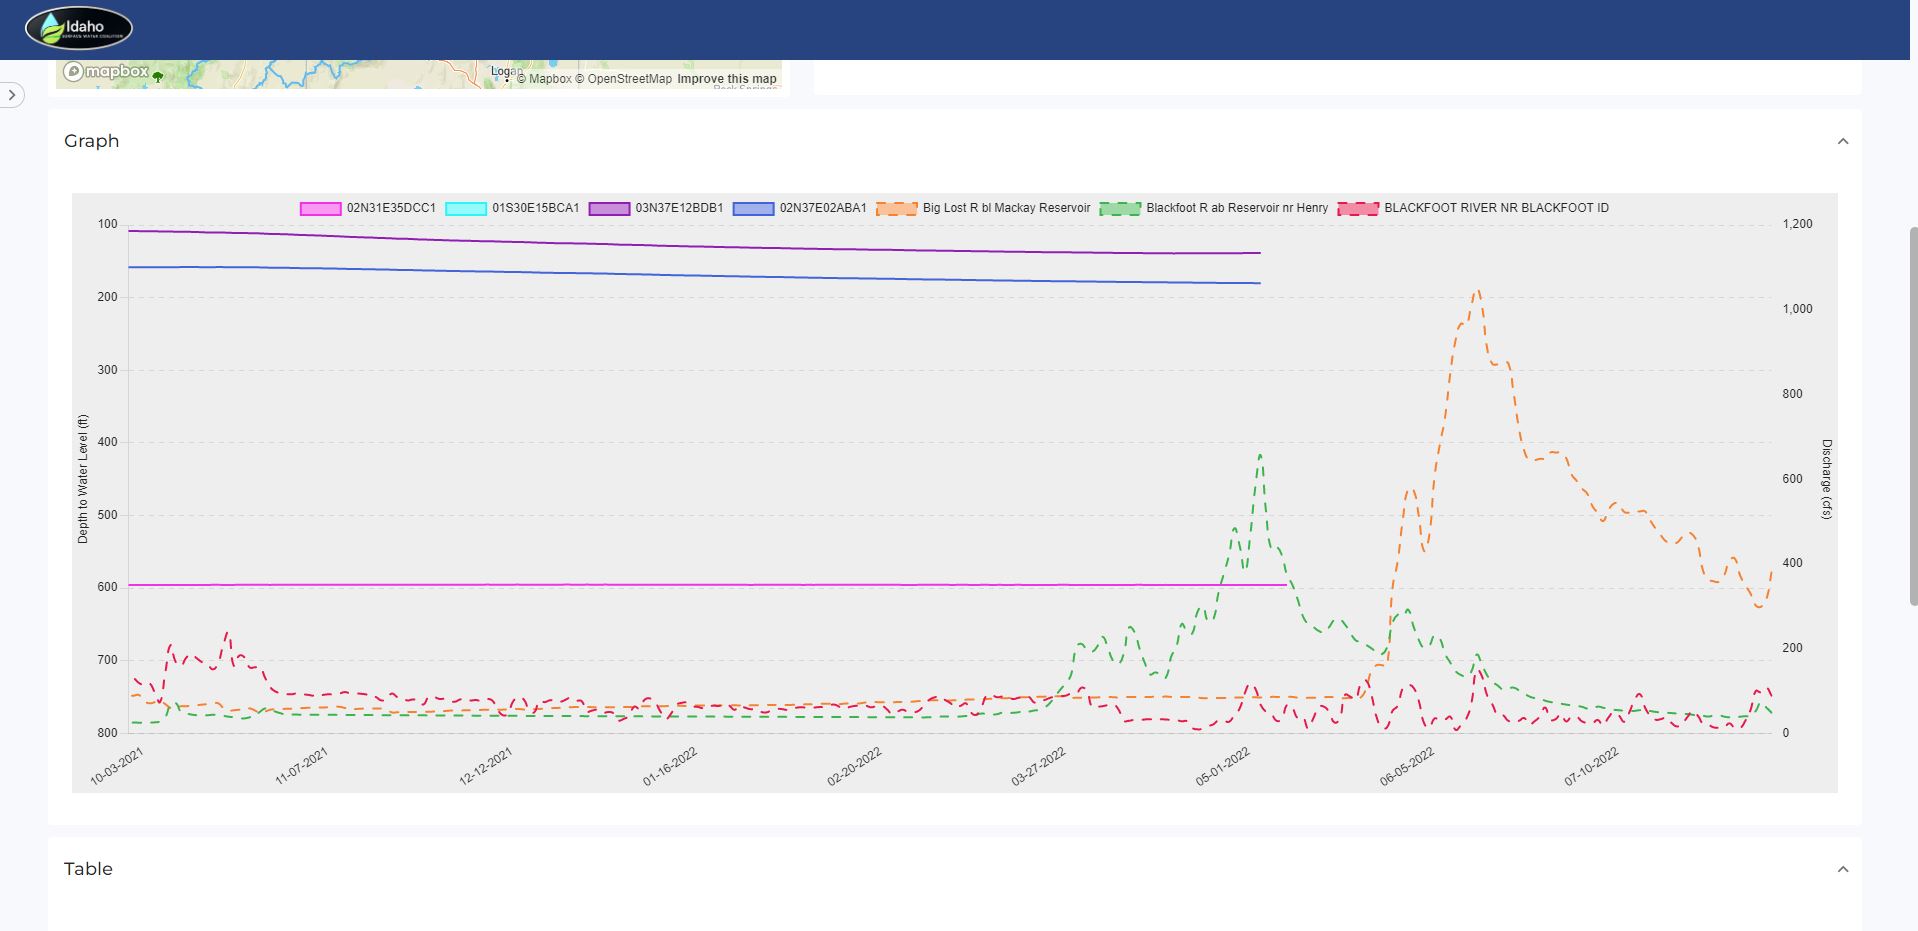 Idaho
SURFACE WATER COALITION
mapbox
Logan
© Mapbox © OpenStreetMap Improve this map
Rock Springs
Graph
02N31E35DCC1 01S30E15BCA1 03N37E12BDB1 02N37E02ABA1 Big Lost R bl Mackay Reservoir Blackfoot R ab Reservoir nr Henry BLACKFOOT RIVER NR BLACKFOOT ID
100
200
300
400
500
600
700
800
Depth to Water Level (ft)
1,200
1,000
800
600
400
200
0
Discharge (cfs)
10-03-2021
11-07-2021
12-12-2021
01-16-2022
02-20-2022
03-27-2022
05-01-2022
06-05-2022
07-10-2022
Table